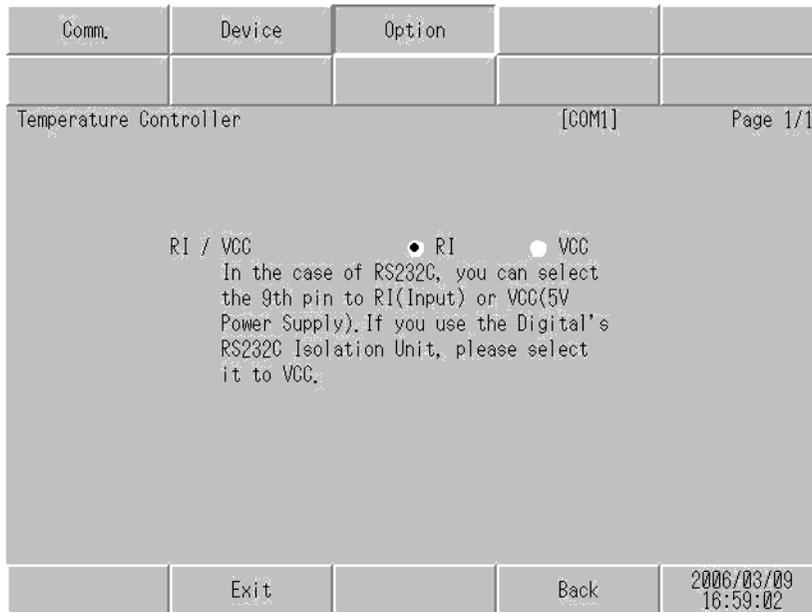 Comm. Device Option
Temperature Controller [COM1] Page 1/1
RI / VCC RI VCC
In the case of RS232C, you can select
the 9th pin to RI(Input) or VCC(5V
Power Supply).If you use the Digital's
RS232C Isolation Unit, please select
it to VCC.
Exit Back 2006/03/09
16:59:02